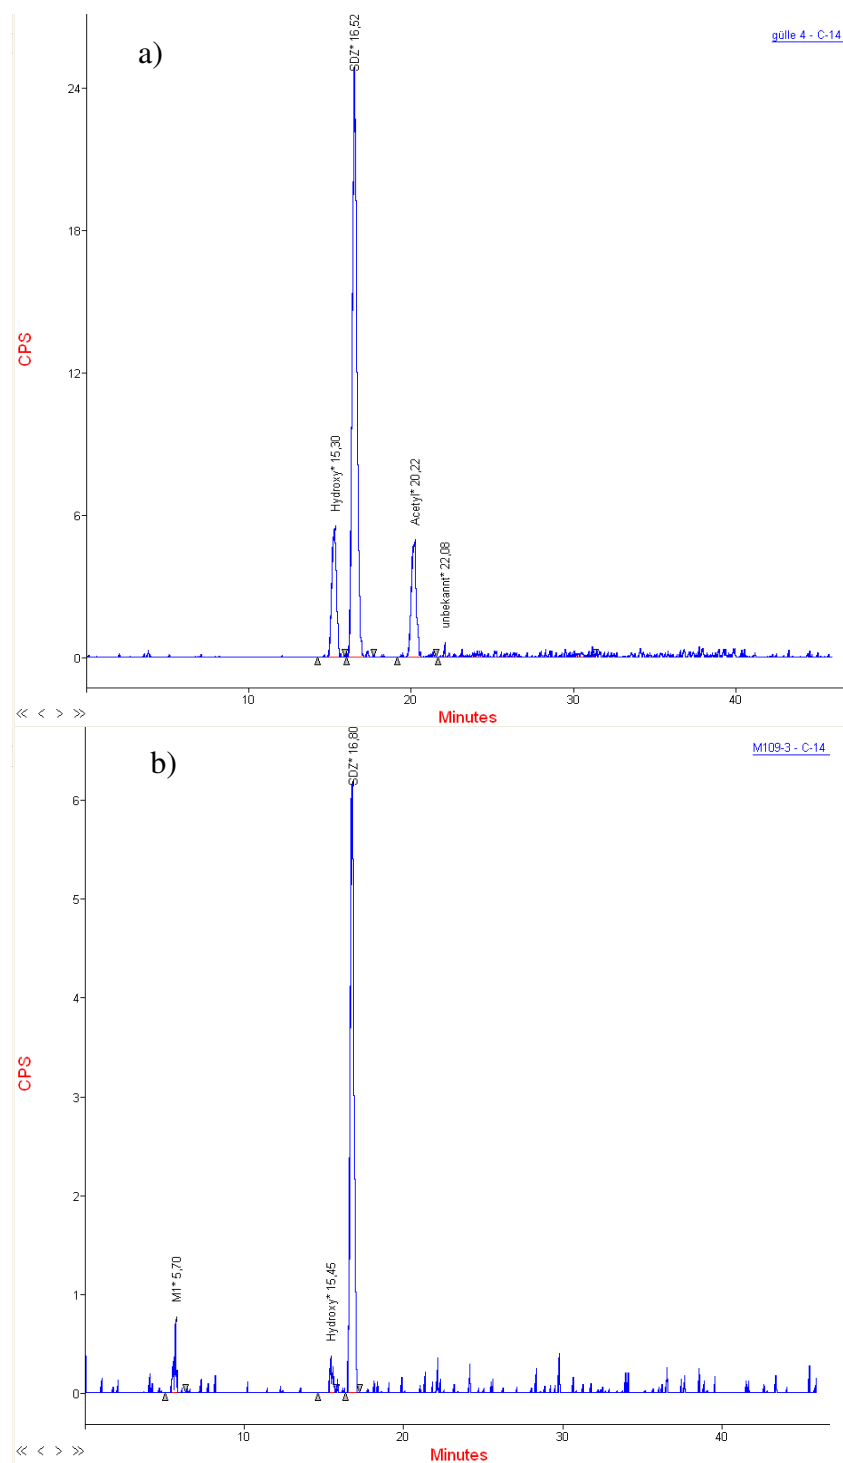 a)
gülle 4 - C-14
SDZ* 16,52
24
18
CPS
12
Hydroxy* 15,30
Acetyl* 20,22
unbekannt* 22,08
6
0
10
20
30
40
Minutes
<< < > >>
b)
M109-3 - C-14
SDZ* 16,80
6
5
4
CPS
3
2
M1* 5,70
Hydroxy* 15,45
1
0
10
20
30
40
Minutes
<< < > >>